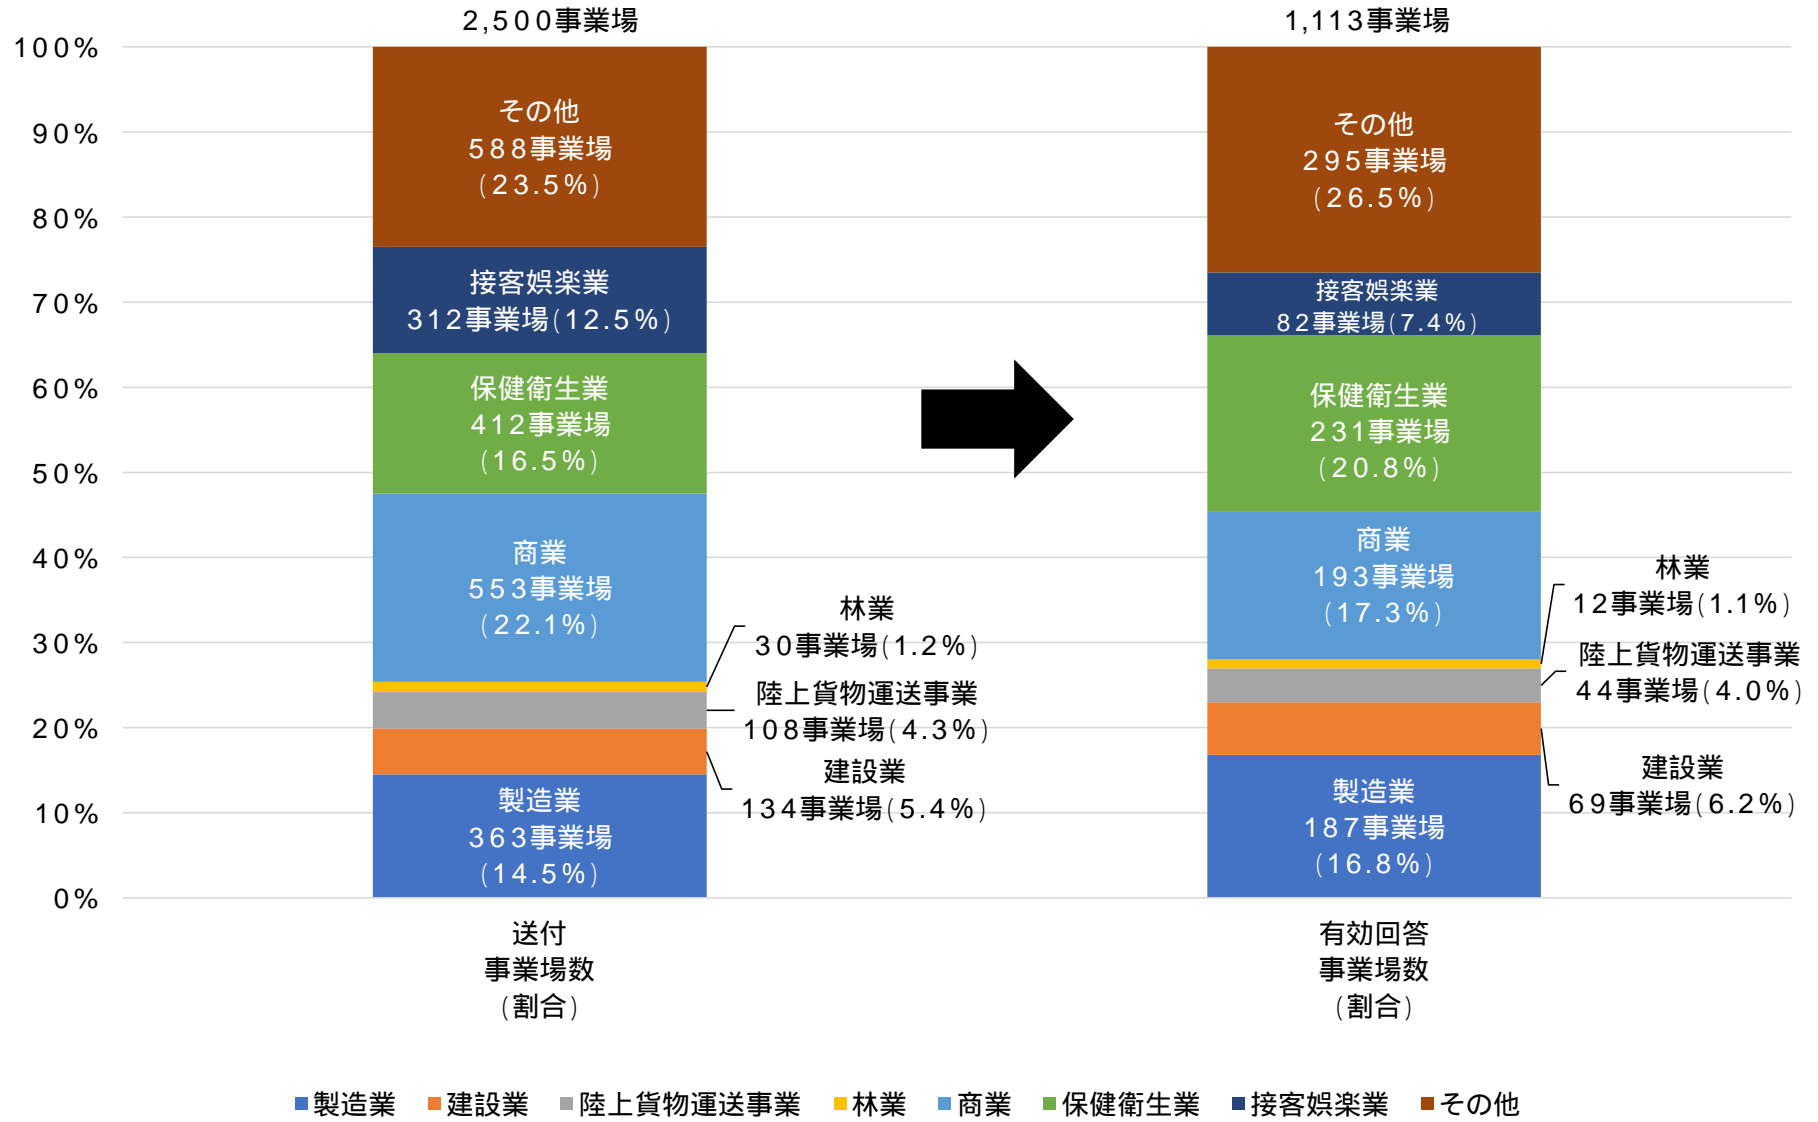 2,500事業場
1,113事業場
100%
90%
80%
70%
60%
50%
40%
30%
20%
10%
0%
その他
588事業場
(23.5%)
接客娯楽業
312事業場(12.5%)
保健衛生業
412事業場
(16.5%)
商業
553事業場
(22.1%)
林業
30事業場(1.2%)
陸上貨物運送事業
108事業場(4.3%)
建設業
134事業場(5.4%)
製造業
363事業場
(14.5%)
その他
295事業場
(26.5%)
接客娯楽業
82事業場(7.4%)
保健衛生業
231事業場
(20.8%)
商業
193事業場
(17.3%)
林業
12事業場(1.1%)
陸上貨物運送事業
44事業場(4.0%)
建設業
69事業場(6.2%)
製造業
187事業場
(16.8%)
送付
事業場数
(割合)
有効回答
事業場数
(割合)
製造業 建設業 陸上貨物運送事業 林業 商業 保健衛生業 接客娯楽業 その他